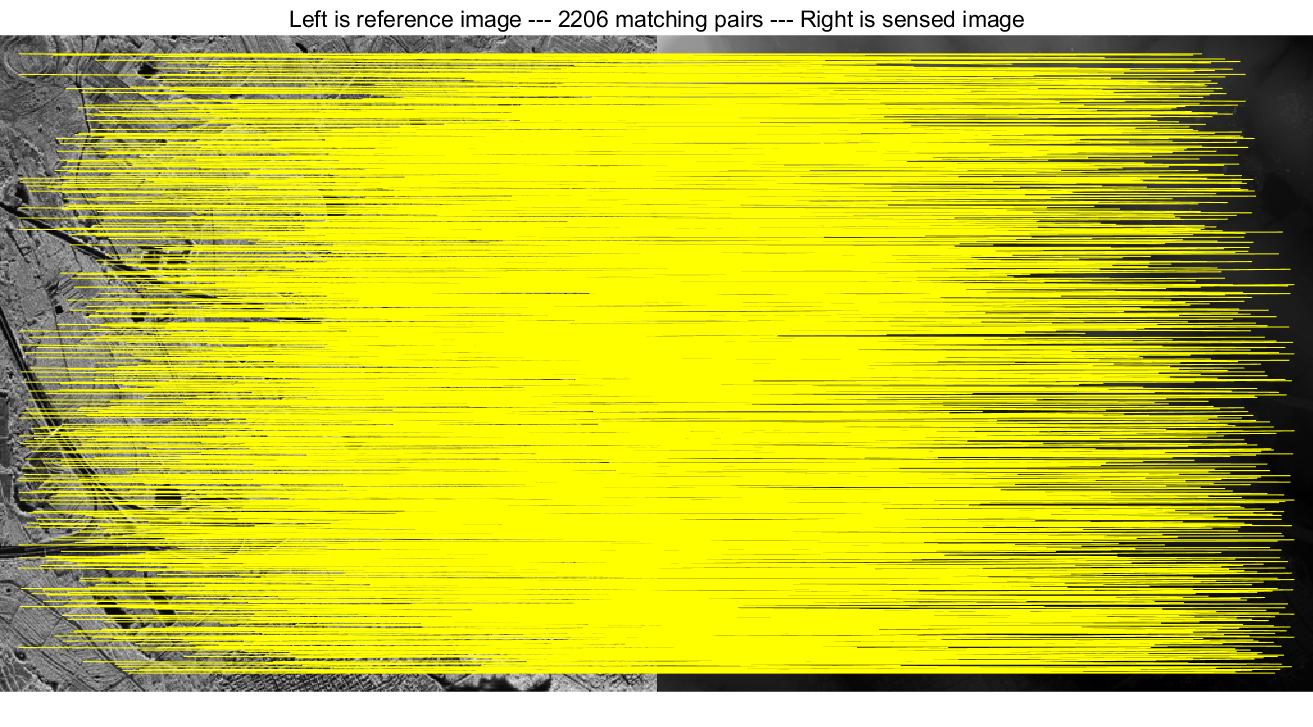 Left is reference image --- 2206 matching pairs --- Right is sensed image